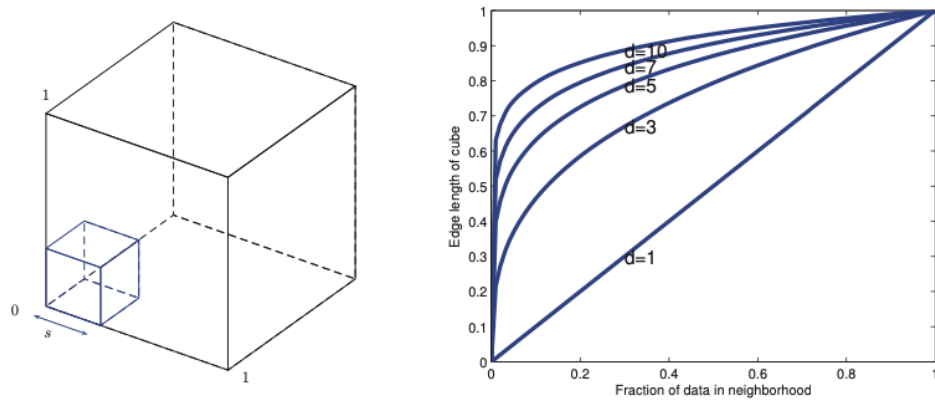 1
0
s
1
1
0.9
0.8
0.7
0.6
0.5
0.4
0.3
0.2
0.1
0
Edge length of cube
d=10
d=7
d=5
d=3
d=1
0
0.2
0.4
0.6
0.8
1
Fraction of data in neighborhood